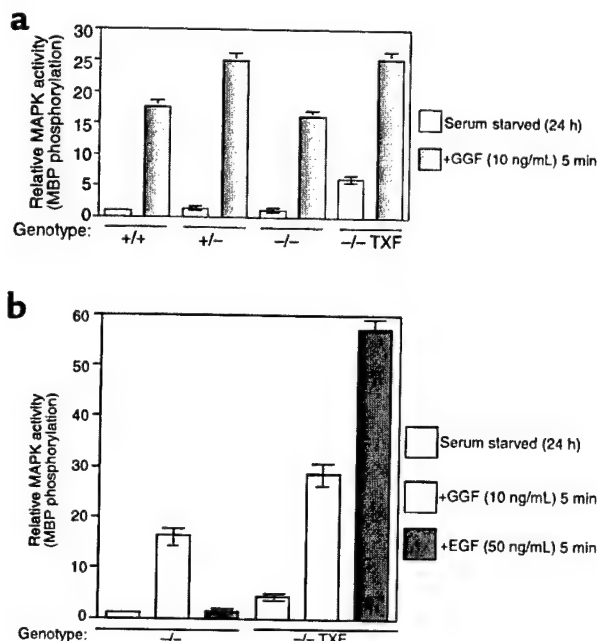 a
Relative MAPK activity
(MBP phosphorylation)
30
25
20
15
10
5
0
Serum starved (24 h)
+GGF (10 ng/mL) 5 min
Genotype: +/+ +/– –/– –/– TXF
b
Relative MAPK activity
(MBP phosphorylation)
60
50
40
30
20
10
0
Serum starved (24 h)
+GGF (10 ng/mL) 5 min
+EGF (50 ng/mL) 5 min
Genotype: –/– –/– TXF